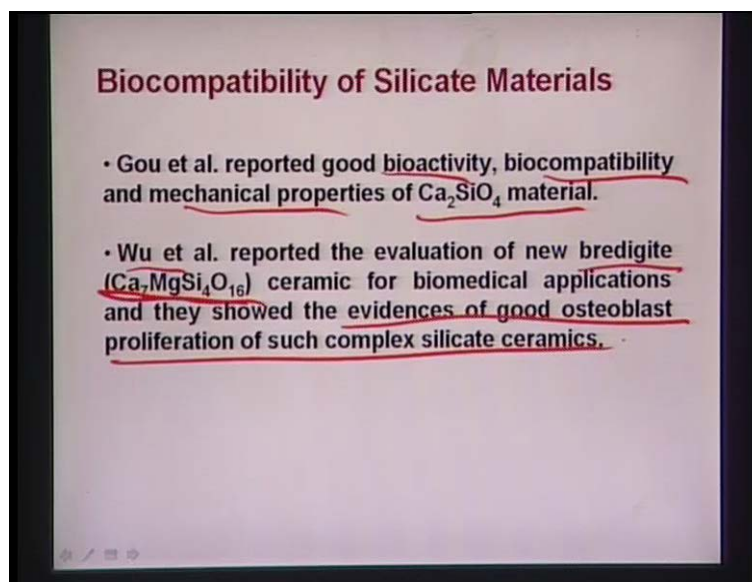 Biocompatibility of Silicate Materials
• Gou et al. reported good bioactivity, biocompatibility
and mechanical properties of Ca₂SiO₄ material.
• Wu et al. reported the evaluation of new bredigite
(Ca₇MgSi₄O₁₆) ceramic for biomedical applications
and they showed the evidences of good osteoblast
proliferation of such complex silicate ceramics.